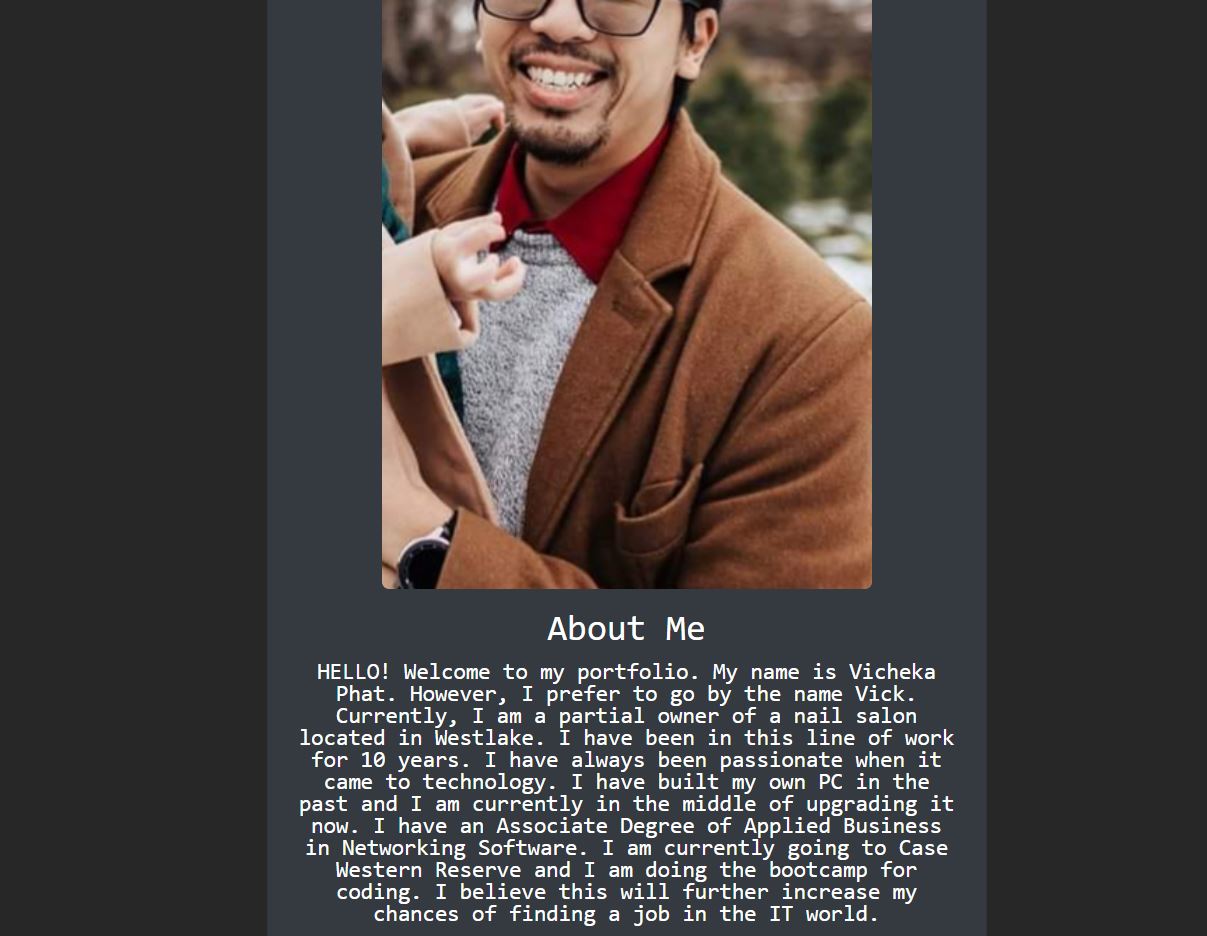 About Me
HELLO! Welcome to my portfolio. My name is Vicheka
Phat. However, I prefer to go by the name Vick.
Currently, I am a partial owner of a nail salon
located in Westlake. I have been in this line of work
for 10 years. I have always been passionate when it
came to technology. I have built my own PC in the
past and I am currently in the middle of upgrading it
now. I have an Associate Degree of Applied Business
in Networking Software. I am currently going to Case
Western Reserve and I am doing the bootcamp for
coding. I believe this will further increase my
chances of finding a job in the IT world.